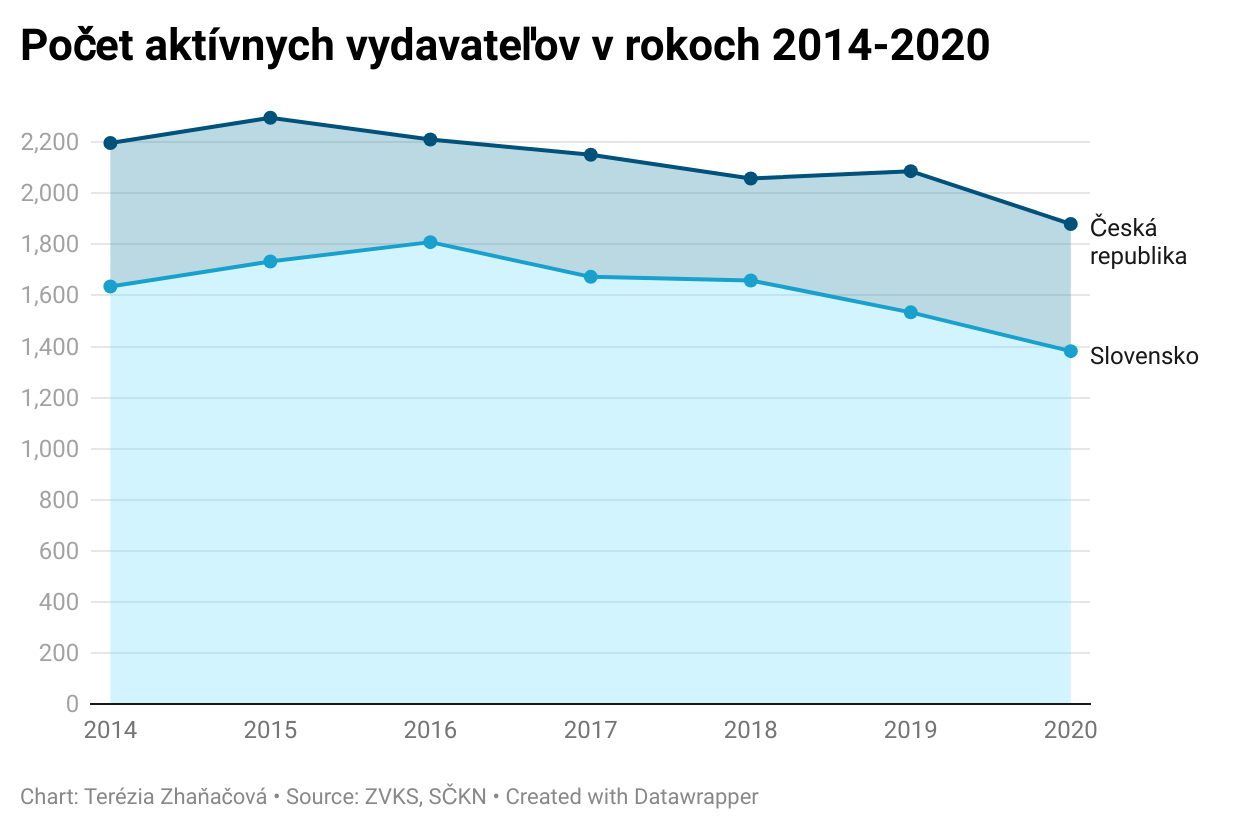 Počet aktívnych vydavateľov v rokoch 2014-2020
2,200
2,000
1,800
1,600
1,400
1,200
1,000
800
600
400
200
0
Česká
republika
Slovensko
2014 2015 2016 2017 2018 2019 2020
Chart: Terézia Zhaňačová • Source: ZVKS, SČKN • Created with Datawrapper